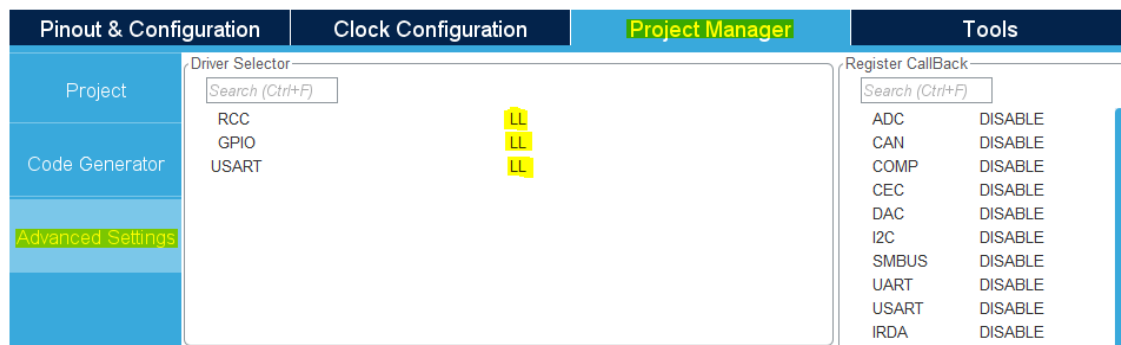 Pinout & Configuration Clock Configuration Project Manager Tools
Project
Code Generator
Advanced Settings
Driver Selector
Search (Ctrl+F)
RCC LL
GPIO LL
USART LL
Register CallBack
Search (Ctrl+F)
ADC DISABLE
CAN DISABLE
COMP DISABLE
CEC DISABLE
DAC DISABLE
I2C DISABLE
SMBUS DISABLE
UART DISABLE
USART DISABLE
IRDA DISABLE